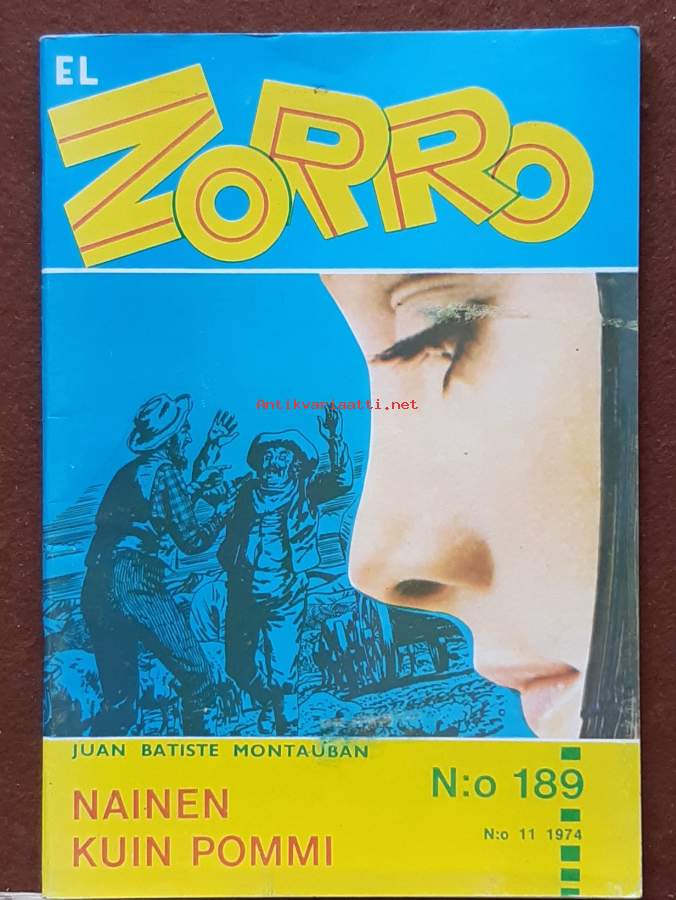 EL
ZORRO
Antikvariaatti.net
JUAN BATISTE MONTAUBAN
NAINEN
KUIN POMMI
N:o 189
N:o 11 1974